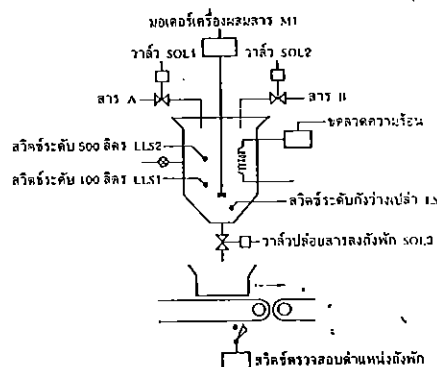 มอเตอร์เครื่องผสมสาร M1
วาล์ว SOL1
วาล์ว SOL2
สาร A
สาร B
ขดลวดความร้อน
สวิตช์ระดับ 500 ลิตร LLS2
สวิตช์ระดับ 100 ลิตร LLS1
สวิตช์ระดับถังว่างเปล่า
วาล์วปล่อยสารลงถังพัก SOL3
สวิตช์ตรวจสอบตำแหน่งถังพัก